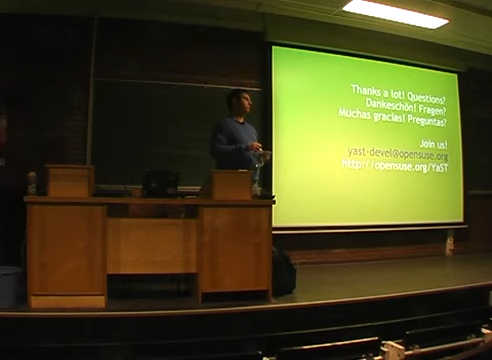 Thanks a lot! Questions?
Dankeschön! Fragen?
Muchas gracias! Preguntas?
Join us!
yast-devel@opensuse.org
http://opensuse.org/YaST